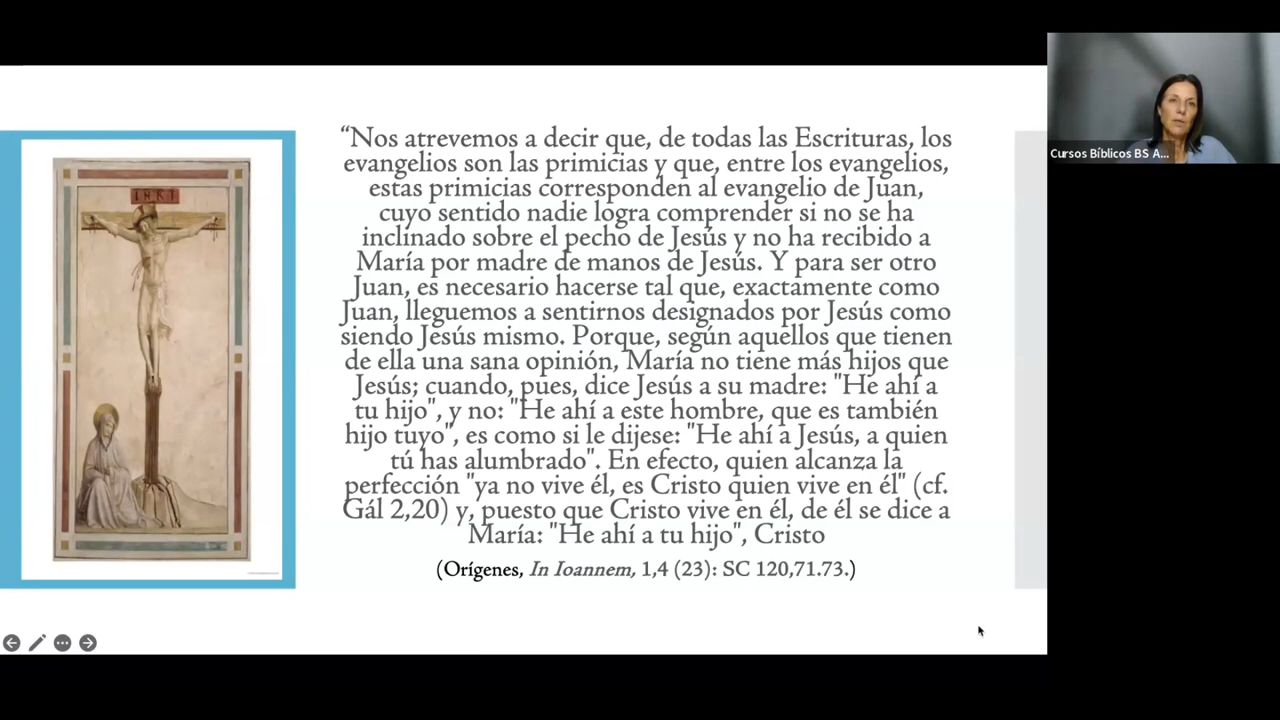 “Nos atrevemos a decir que, de todas las Escrituras, los
evangelios son las primicias y que, entre los evangelios,
estas primicias corresponden al evangelio de Juan,
cuyo sentido nadie logra comprender si no se ha
inclinado sobre el pecho de Jesús y no ha recibido a
María por madre de manos de Jesús. Y para ser otro
Juan, es necesario hacerse tal que, exactamente como
Juan, lleguemos a sentirnos designados por Jesús como
siendo Jesús mismo. Porque, según aquellos que tienen
de ella una sana opinión, María no tiene más hijos que
Jesús; cuando, pues, dice Jesús a su madre: "He ahí a
tu hijo", y no: "He ahí a este hombre, que es también
hijo tuyo", es como si le dijese: "He ahí a Jesús, a quien
tú has alumbrado". En efecto, quien alcanza la
perfección "ya no vive él, es Cristo quien vive en él" (cf.
Gál 2,20) y, puesto que Cristo vive en él, de él se dice a
María: "He ahí a tu hijo", Cristo
(Orígenes, In Ioannem, 1,4 (23): SC 120,71.73.)
Cursos Bíblicos BS A...